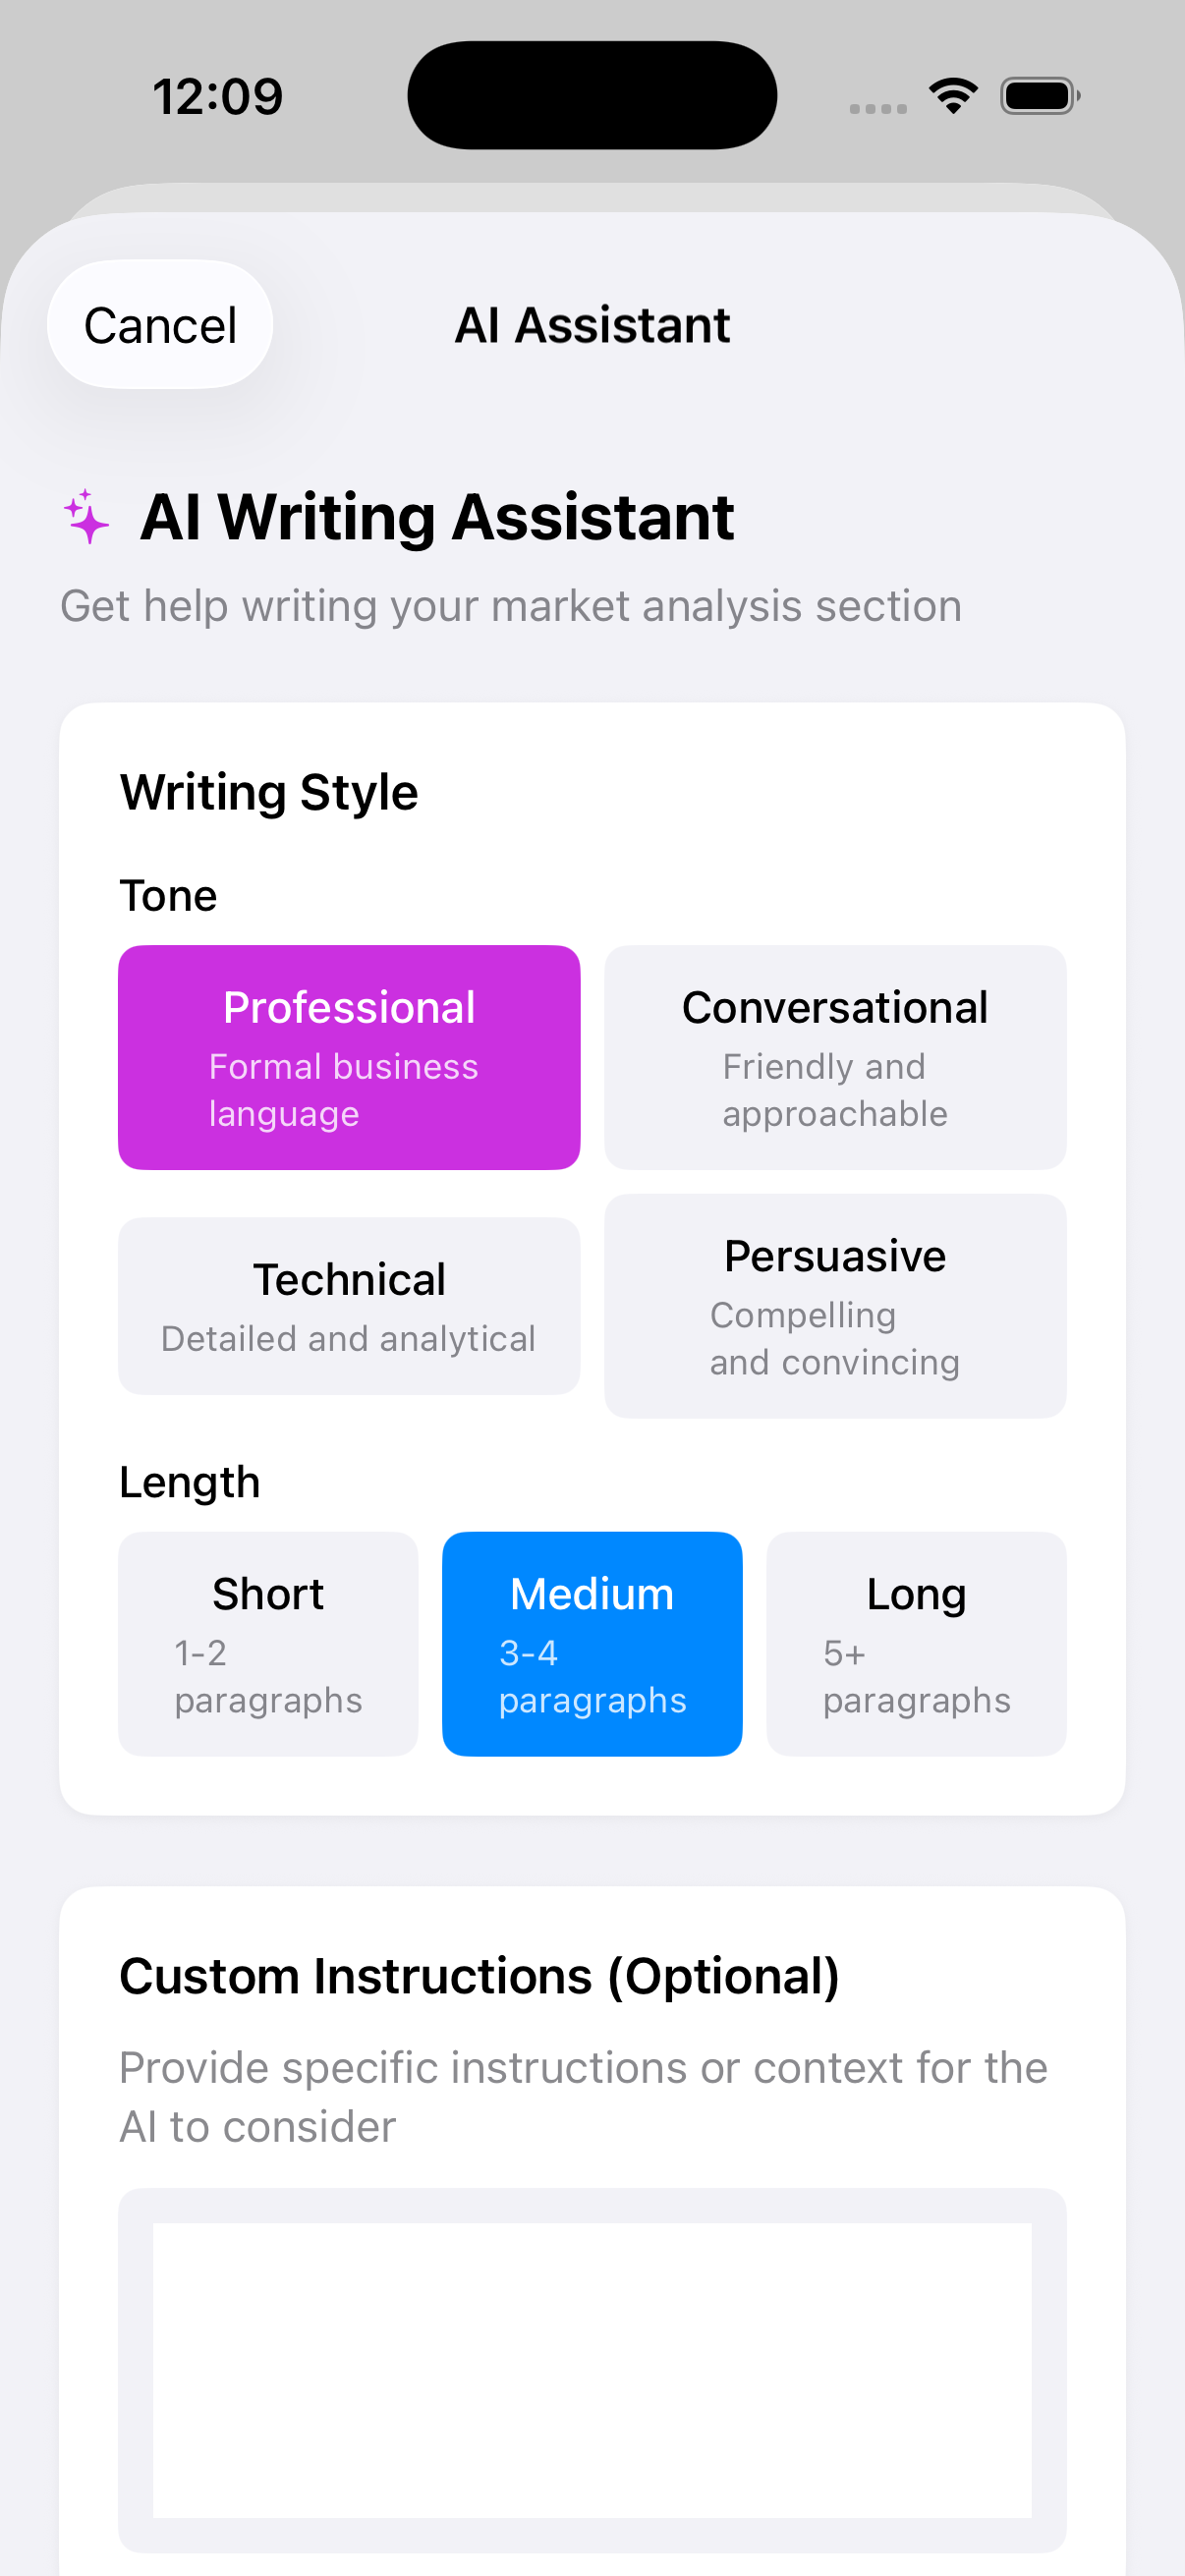 12:09
Cancel
AI Assistant
AI Writing Assistant
Get help writing your market analysis section
Writing Style
Tone
Professional
Formal business
language
Conversational
Friendly and
approachable
Technical
Detailed and analytical
Persuasive
Compelling
and convincing
Length
Short
1-2
paragraphs
Medium
3-4
paragraphs
Long
5+
paragraphs
Custom Instructions (Optional)
Provide specific instructions or context for the
AI to consider